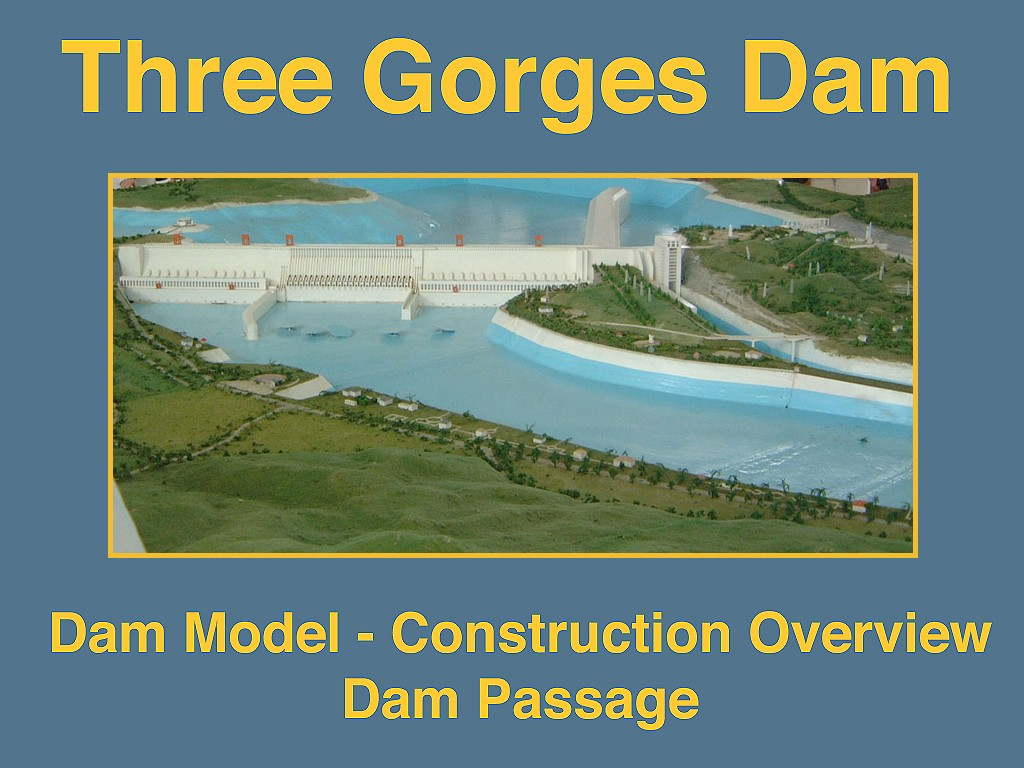 Three Gorges Dam
Dam Model - Construction Overview
Dam Passage